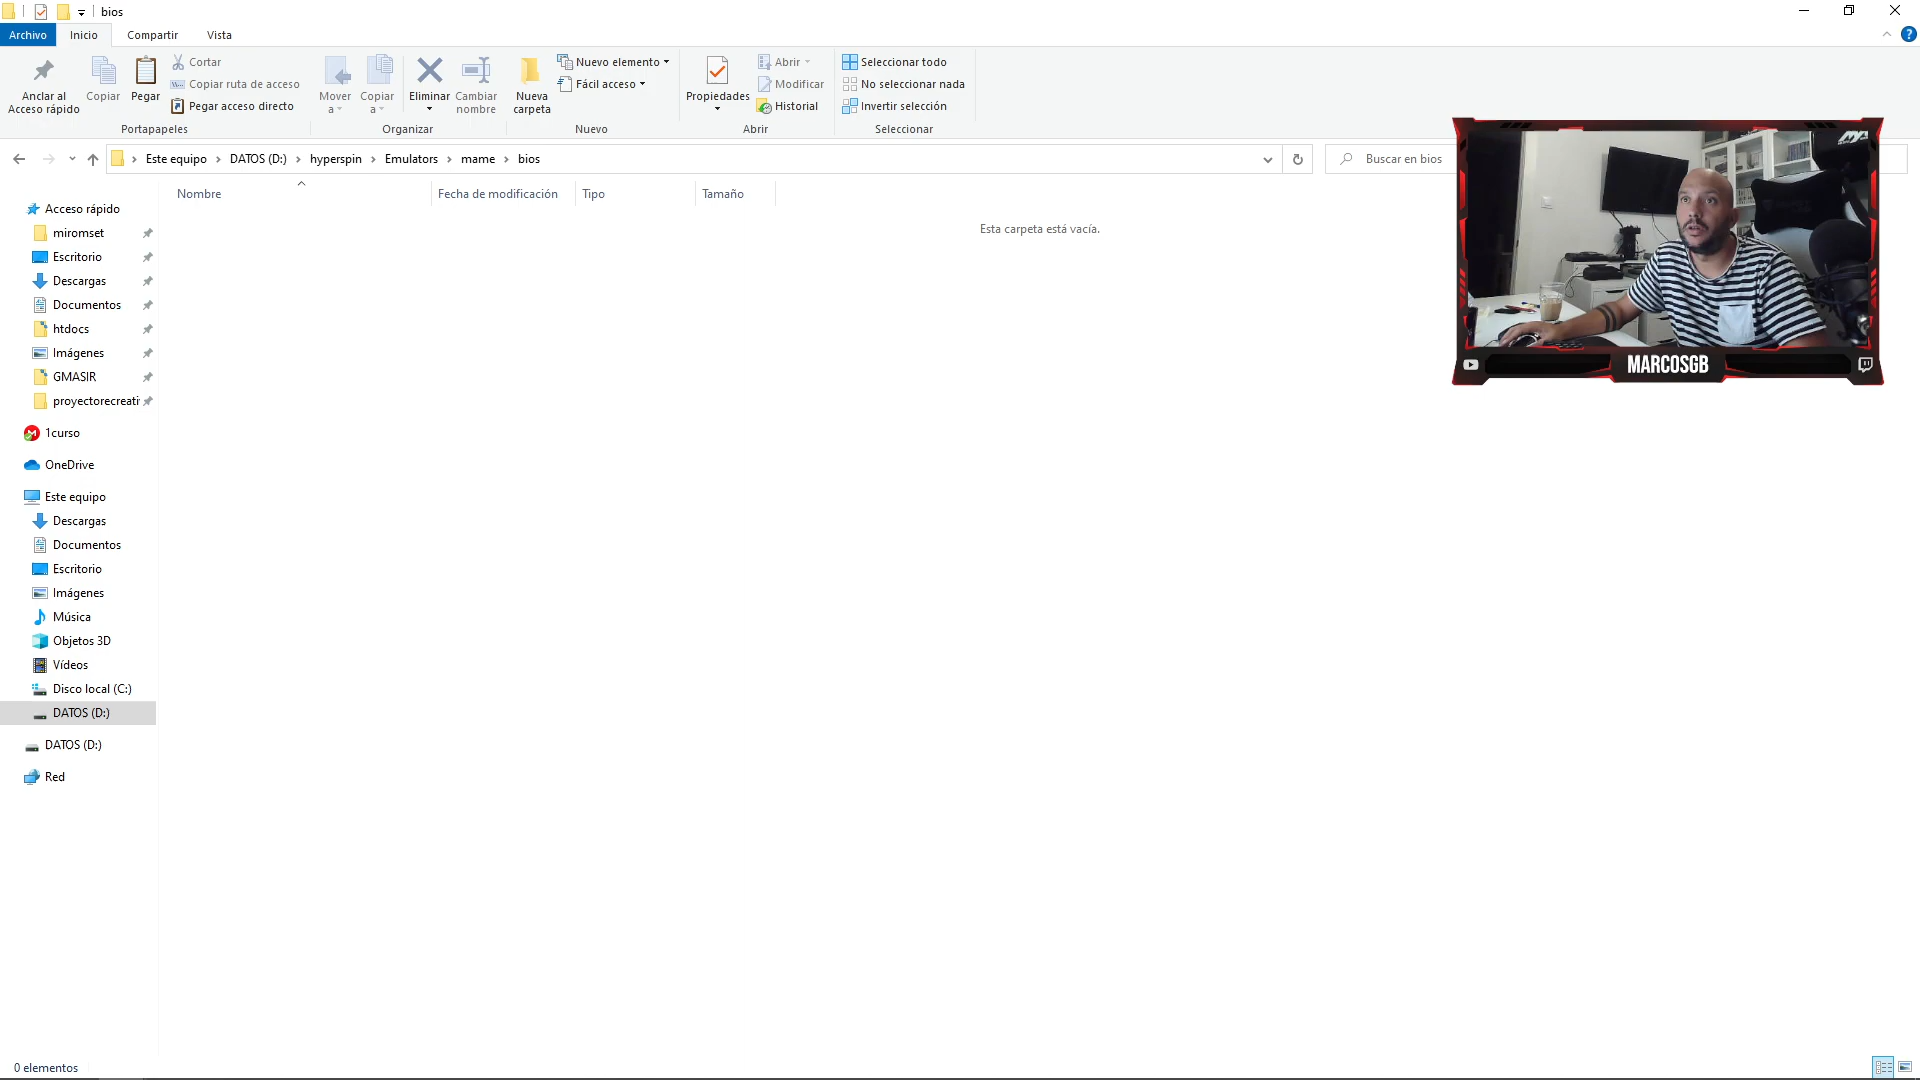 bios
Archivo Inicio Compartir Vista
Anclar al
Acceso rápido
Copiar
Pegar
Cortar
Copiar ruta de acceso
Pegar acceso directo
Portapapeles
Mover
a
Copiar
a
Eliminar
Cambiar
nombre
Organizar
Nueva
carpeta
Nuevo elemento
Fácil acceso
Nuevo
Propiedades
Abrir
Modificar
Historial
Abrir
Seleccionar todo
No seleccionar nada
Invertir selección
Seleccionar
Este equipo > DATOS (D:) > hyperspin > Emulators > mame > bios
Buscar en bios
Nombre Fecha de modificación Tipo Tamaño
Esta carpeta está vacía.
Acceso rápido
miromset
Escritorio
Descargas
Documentos
htdocs
Imágenes
GMASIR
proyectorecreati
1curso
OneDrive
Este equipo
Descargas
Documentos
Escritorio
Imágenes
Música
Objetos 3D
Vídeos
Disco local (C:)
DATOS (D:)
DATOS (D:)
Red
MARCOSGB
0 elementos